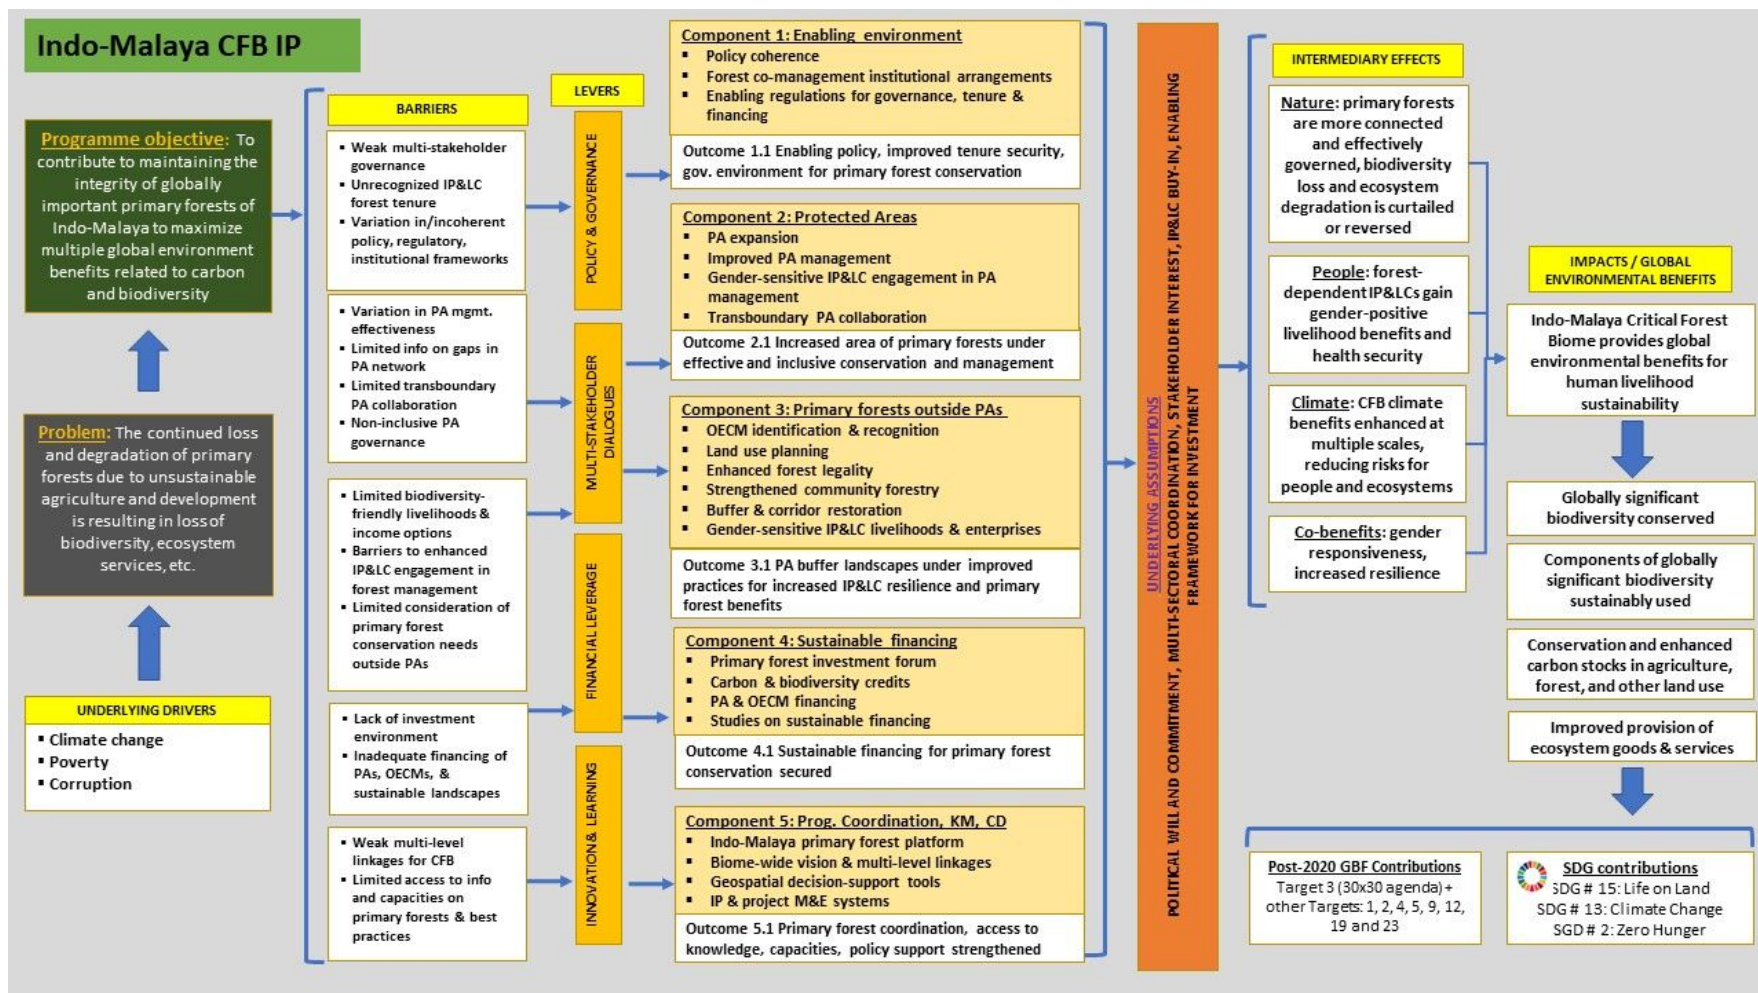 Indo-Malaya CFB IP
Programme objective: To
contribute to maintaining the
integrity of globally
important primary forests of
Indo-Malaya to maximize
multiple global environment
benefits related to carbon
and biodiversity
Problem: The continued loss
and degradation of primary
forests due to unsustainable
agriculture and development
is resulting in loss of
biodiversity, ecosystem
services, etc.
UNDERLYING DRIVERS
▪ Climate change
▪ Poverty
▪ Corruption
BARRIERS
▪ Weak multi-stakeholder
governance
▪ Unrecognized IP&LC
forest tenure
▪ Variation in/incoherent
policy, regulatory,
institutional frameworks
▪ Variation in PA mgmt.
effectiveness
▪ Limited info on gaps in
PA network
▪ Limited transboundary
PA collaboration
▪ Non-inclusive PA
governance
▪ Limited biodiversity-
friendly livelihoods &
income options
▪ Barriers to enhanced
IP&LC engagement in
forest management
▪ Limited consideration of
primary forest
conservation needs
outside PAs
▪ Lack of investment
environment
▪ Inadequate financing of
PAs, OECMs, &
sustainable landscapes
▪ Weak multi-level
linkages for CFB
▪ Limited access to info
and capacities on
primary forests & best
practices
LEVERS
POLICY & GOVERNANCE
MULTI-STAKEHOLDER
DIALOGUES
FINANCIAL LEVERAGE
INNOVATION & LEARNING
Component 1: Enabling environment
▪ Policy coherence
▪ Forest co-management institutional arrangements
▪ Enabling regulations for governance, tenure &
financing
Outcome 1.1 Enabling policy, improved tenure security,
gov. environment for primary forest conservation
Component 2: Protected Areas
▪ PA expansion
▪ Improved PA management
▪ Gender-sensitive IP&LC engagement in PA
management
▪ Transboundary PA collaboration
Outcome 2.1 Increased area of primary forests under
effective and inclusive conservation and management
Component 3: Primary forests outside PAs
▪ OECM identification & recognition
▪ Land use planning
▪ Enhanced forest legality
▪ Strengthened community forestry
▪ Buffer & corridor restoration
▪ Gender-sensitive IP&LC livelihoods & enterprises
Outcome 3.1 PA buffer landscapes under improved
practices for increased IP&LC resilience and primary
forest benefits
Component 4: Sustainable financing
▪ Primary forest investment forum
▪ Carbon & biodiversity credits
▪ PA & OECM financing
▪ Studies on sustainable financing
Outcome 4.1 Sustainable financing for primary forest
conservation secured
Component 5: Prog. Coordination, KM, CD
▪ Indo-Malaya primary forest platform
▪ Biome-wide vision & multi-level linkages
▪ Geospatial decision-support tools
▪ IP & project M&E systems
Outcome 5.1 Primary forest coordination, access to
knowledge, capacities, policy support strengthened
UNDERLYING ASSUMPTIONS
POLITICAL WILL AND COMMITMENT, MULTI-SECTORAL COORDINATION, STAKEHOLDER INTEREST, IP&LC BUY-IN, ENABLING
FRAMEWORK FOR INVESTMENT
INTERMEDIARY EFFECTS
Nature: primary forests
are more connected
and effectively
governed, biodiversity
loss and ecosystem
degradation is curtailed
or reversed
People: forest-
dependent IP&LCs gain
gender-positive
livelihood benefits and
health security
Climate: CFB climate
benefits enhanced at
multiple scales,
reducing risks for
people and ecosystems
Co-benefits: gender
responsiveness,
increased resilience
IMPACTS / GLOBAL
ENVIRONMENTAL BENEFITS
Indo-Malaya Critical Forest
Biome provides global
environmental benefits for
human livelihood
sustainability
Globally significant
biodiversity conserved
Components of globally
significant biodiversity
sustainably used
Conservation and enhanced
carbon stocks in agriculture,
forest, and other land use
Improved provision of
ecosystem goods & services
Post-2020 GBF Contributions
Target 3 (30x30 agenda) +
other Targets: 1, 2, 4, 5, 9, 12,
19 and 23
SDG contributions
SDG # 15: Life on Land
SDG # 13: Climate Change
SGD # 2: Zero Hunger